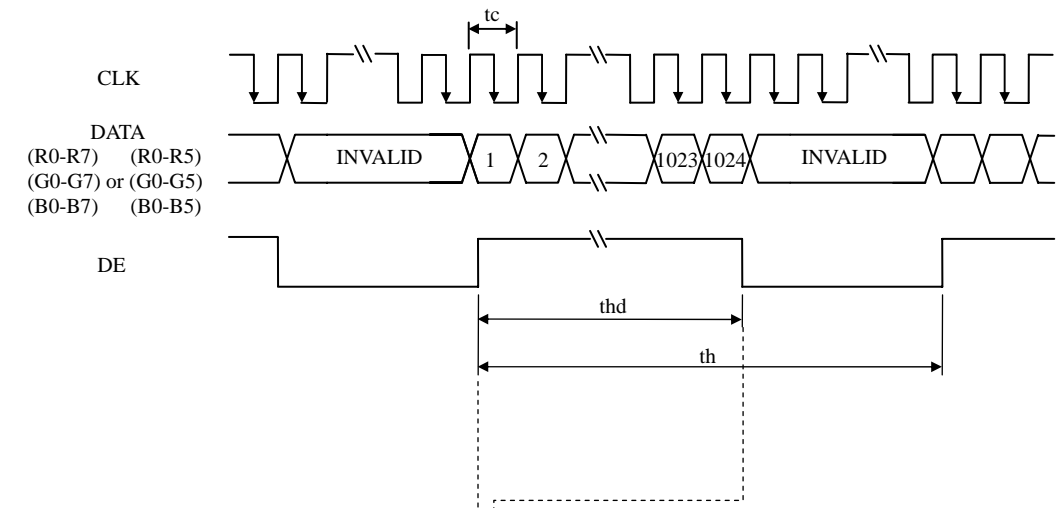 tc
CLK
DATA
(R0-R7) (R0-R5)
(G0-G7) or (G0-G5)
(B0-B7) (B0-B5)
INVALID 1 2 1023 1024 INVALID
DE
thd
th